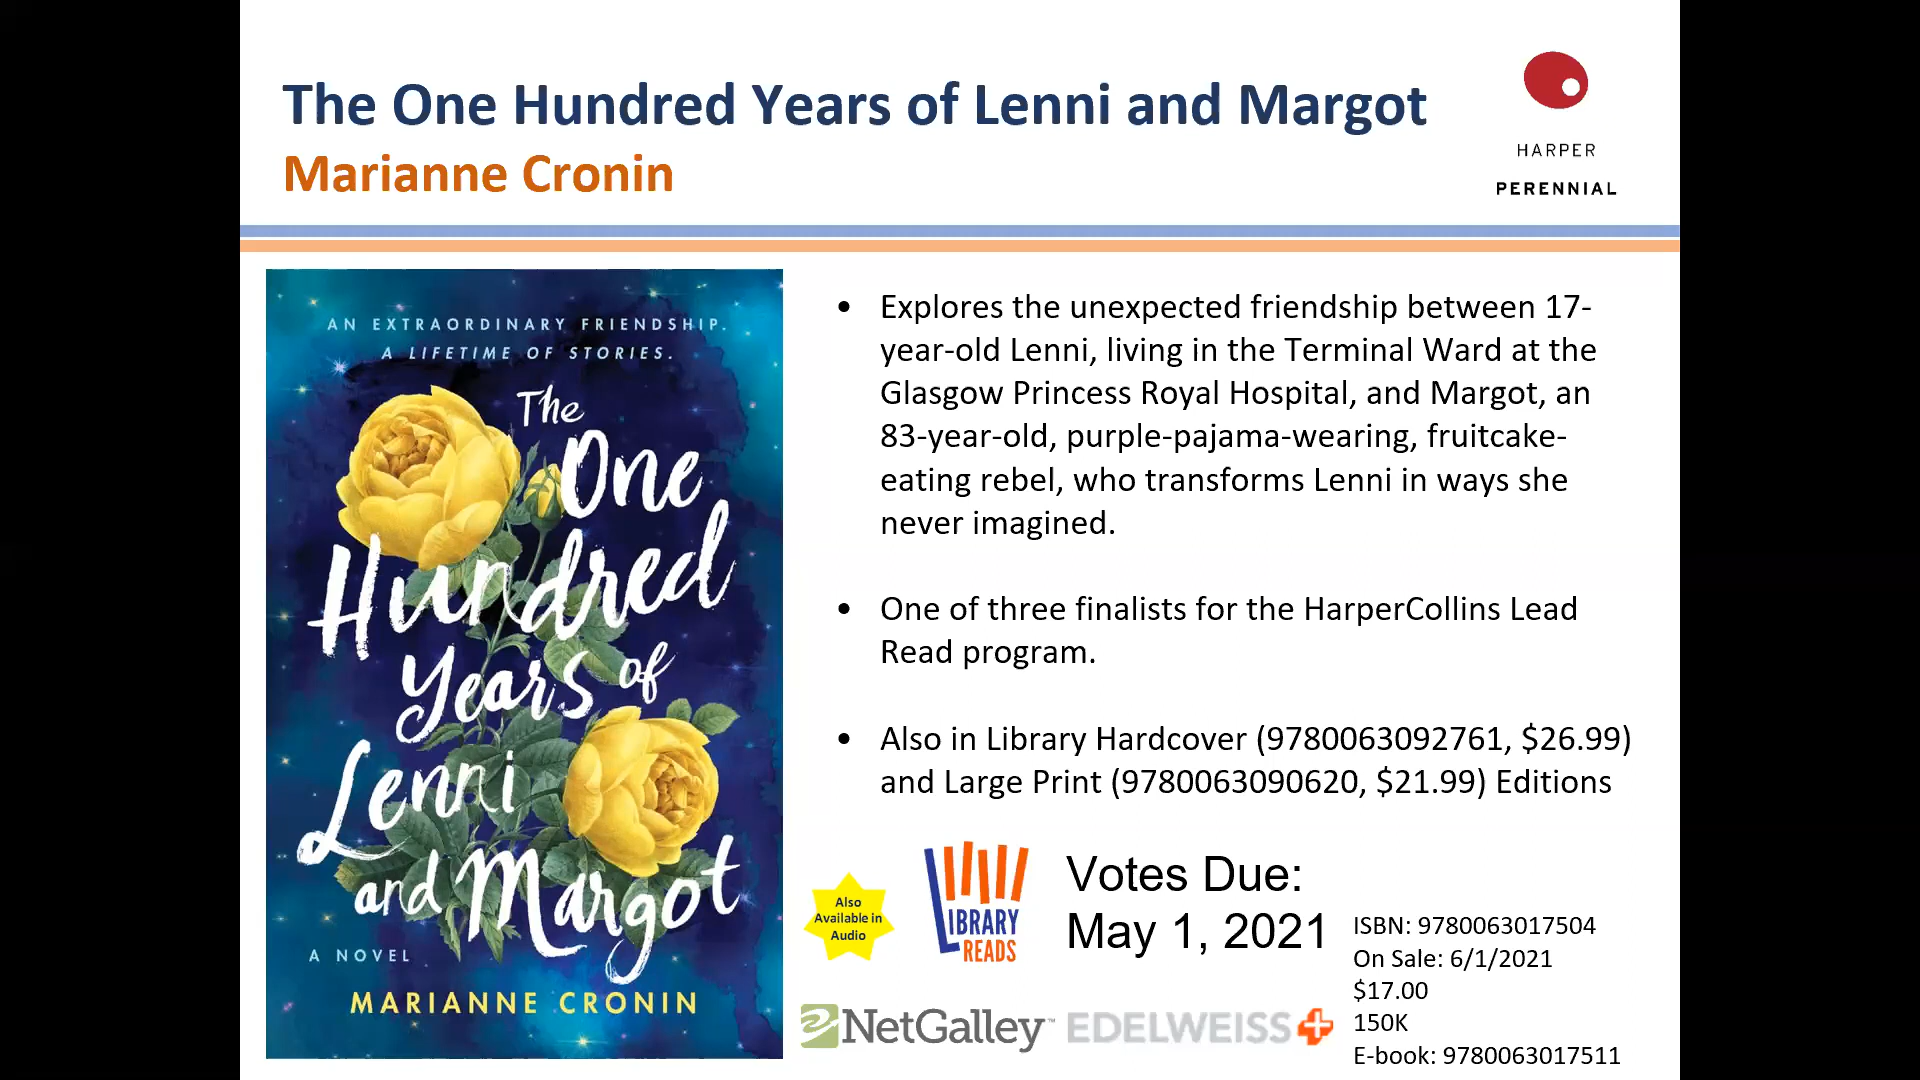 The One Hundred Years of Lenni and Margot
Marianne Cronin
HARPER
PERENNIAL
AN EXTRAORDINARY FRIENDSHIP.
A LIFETIME OF STORIES.
The
One
Hundred
Years of
Lenni
and Margot
A NOVEL
MARIANNE CRONIN
• Explores the unexpected friendship between 17-
year-old Lenni, living in the Terminal Ward at the
Glasgow Princess Royal Hospital, and Margot, an
83-year-old, purple-pajama-wearing, fruitcake-
eating rebel, who transforms Lenni in ways she
never imagined.
• One of three finalists for the HarperCollins Lead
Read program.
• Also in Library Hardcover (9780063092761, $26.99)
and Large Print (9780063090620, $21.99) Editions
Also
Available in
Audio
LIBRARY
READS
Votes Due:
May 1, 2021
NetGalley™
EDELWEISS+
ISBN: 9780063017504
On Sale: 6/1/2021
$17.00
150K
E-book: 9780063017511